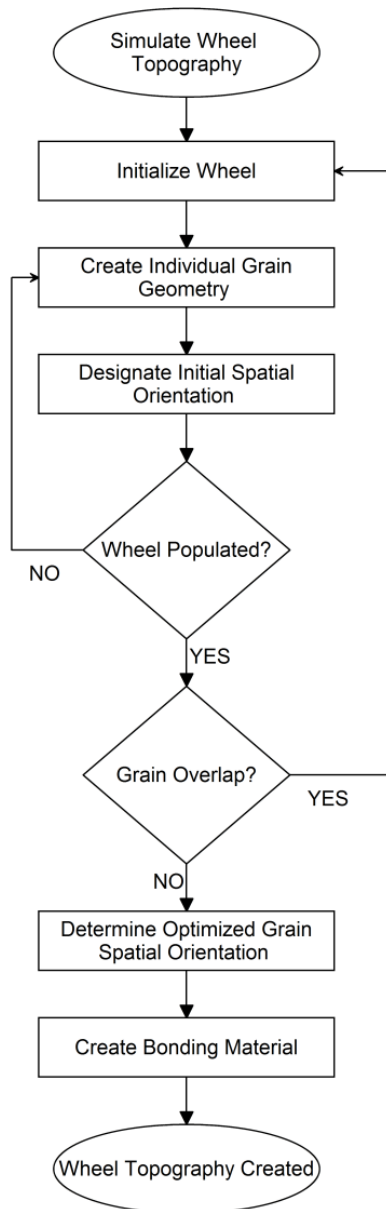 Simulate Wheel
Topography
Initialize Wheel
Create Individual Grain
Geometry
Designate Initial Spatial
Orientation
Wheel Populated?
NO
YES
Grain Overlap?
YES
NO
Determine Optimized Grain
Spatial Orientation
Create Bonding Material
Wheel Topography Created